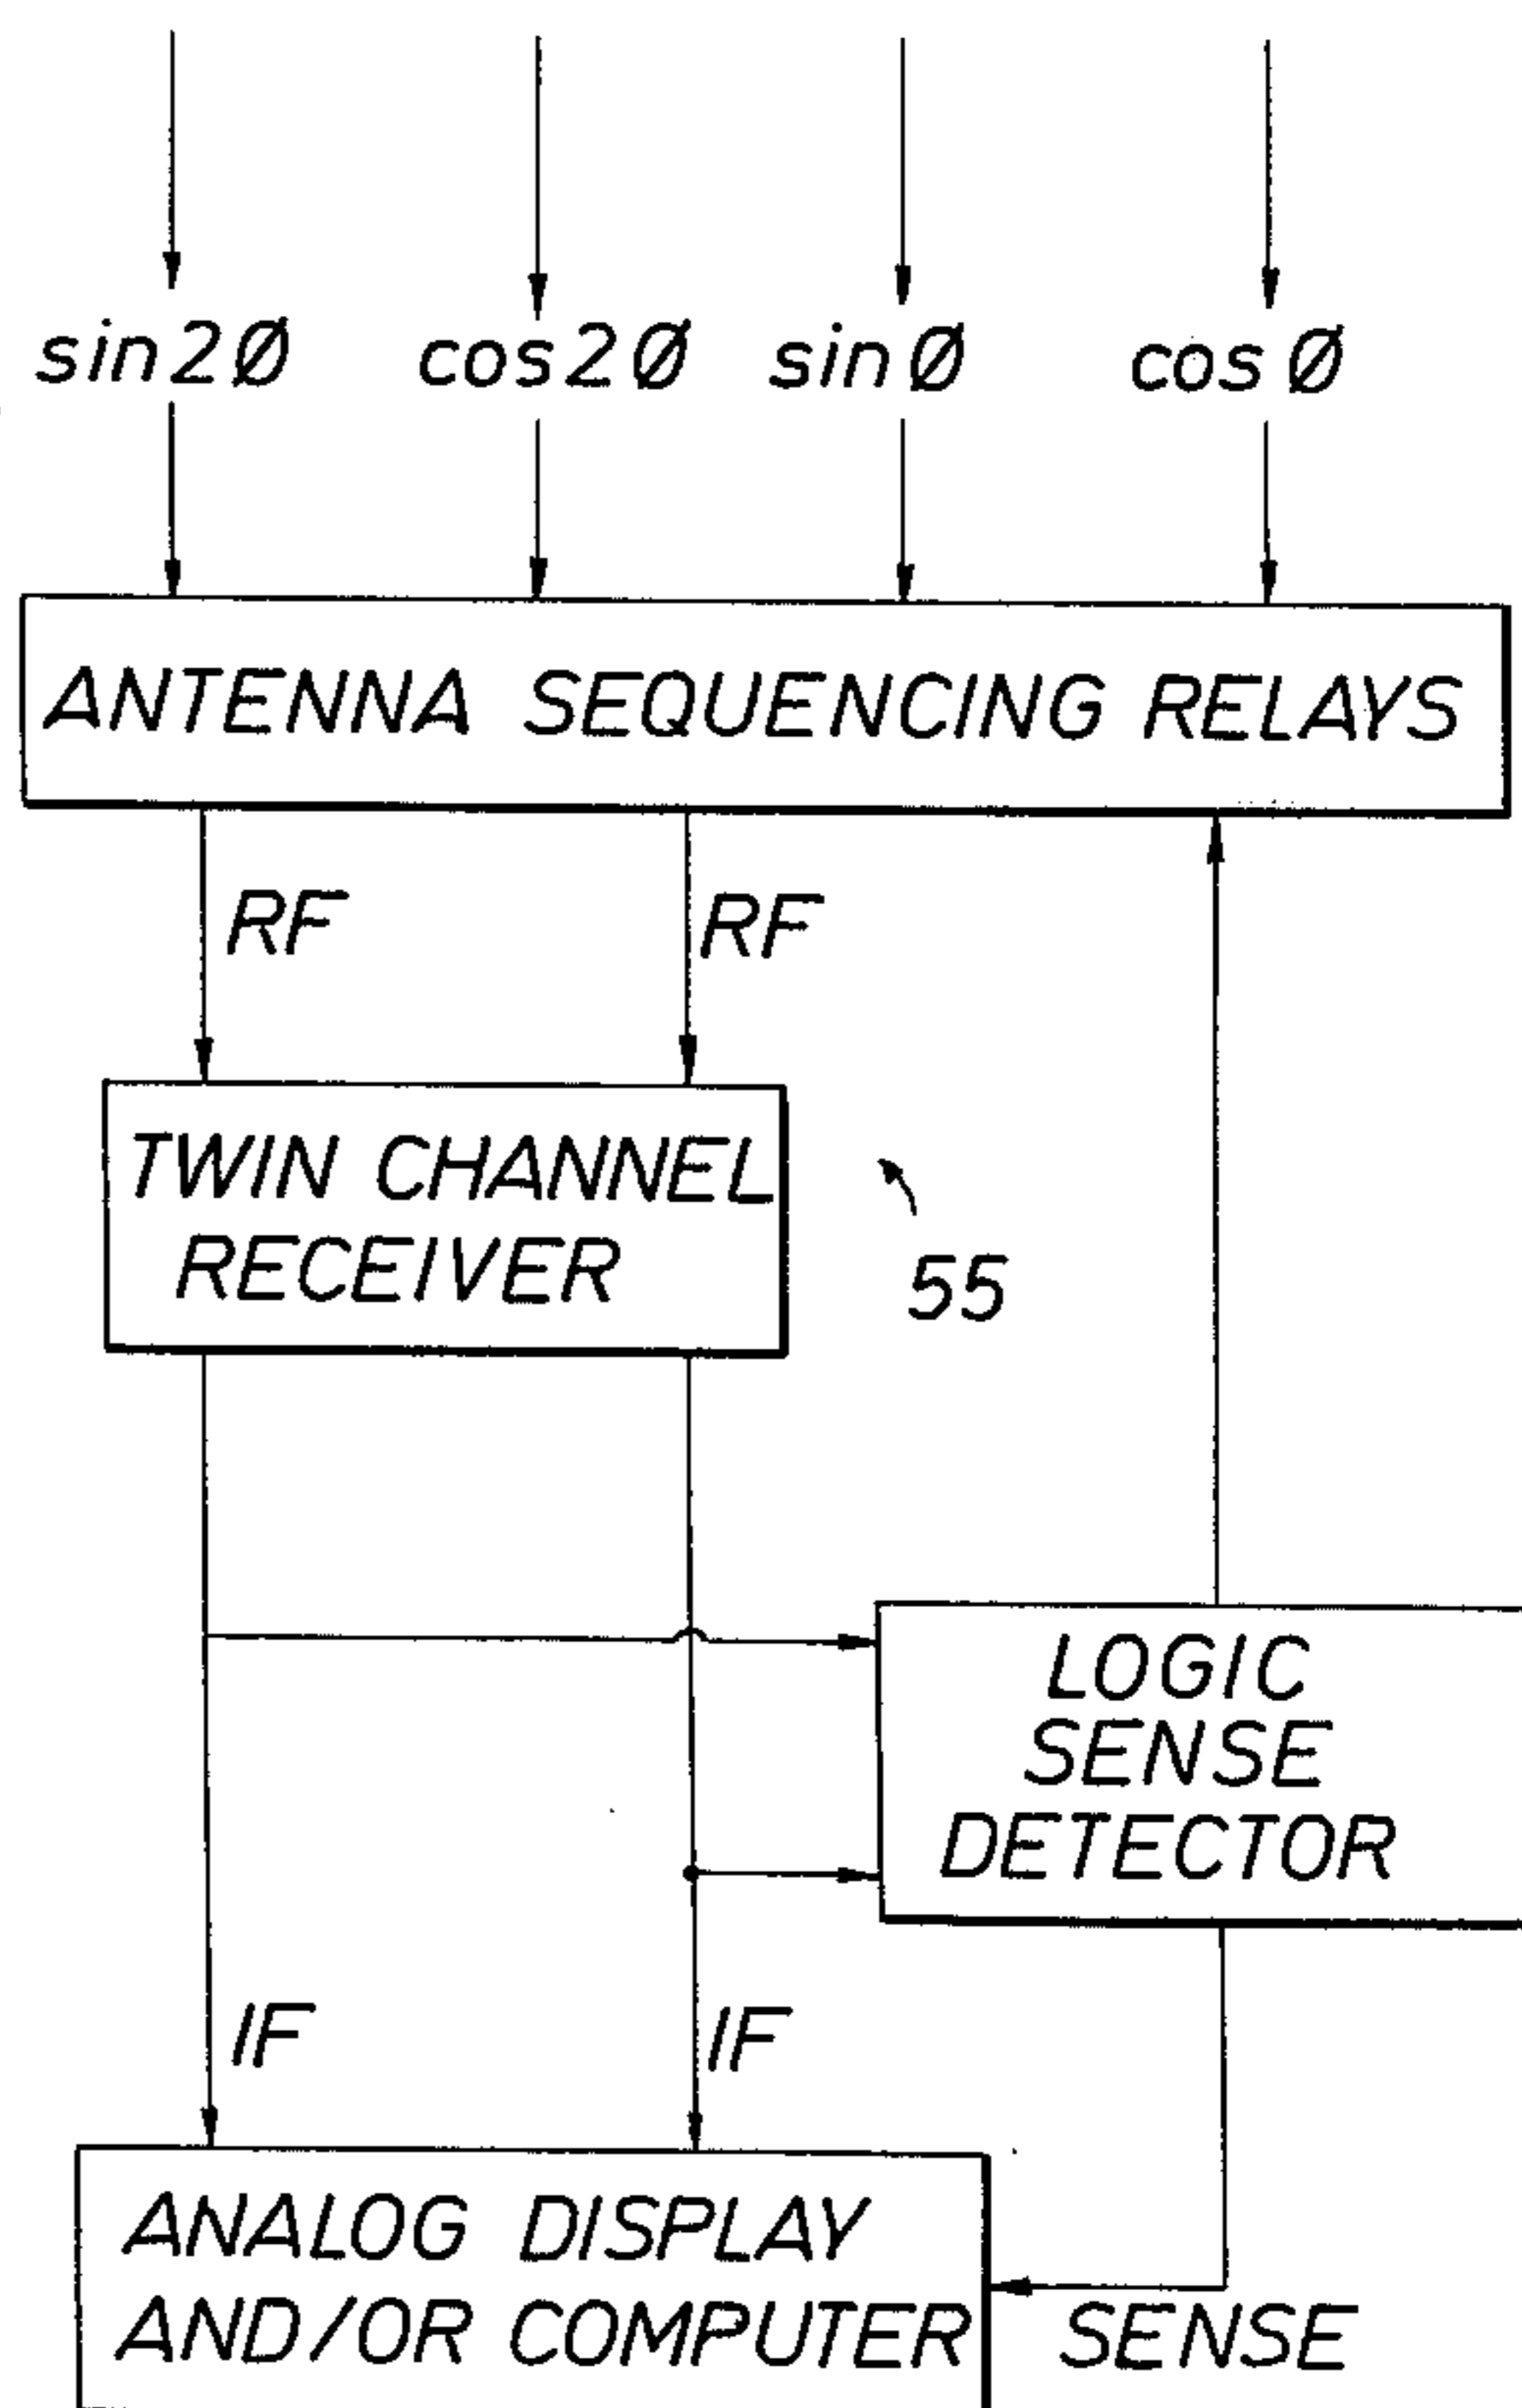 sin2Ø cos2Ø sinØ cosØ
ANTENNA SEQUENCING RELAYS
RF RF
TWIN CHANNEL
RECEIVER
55
LOGIC
SENSE
DETECTOR
IF IF
ANALOG DISPLAY
AND/OR COMPUTER
SENSE